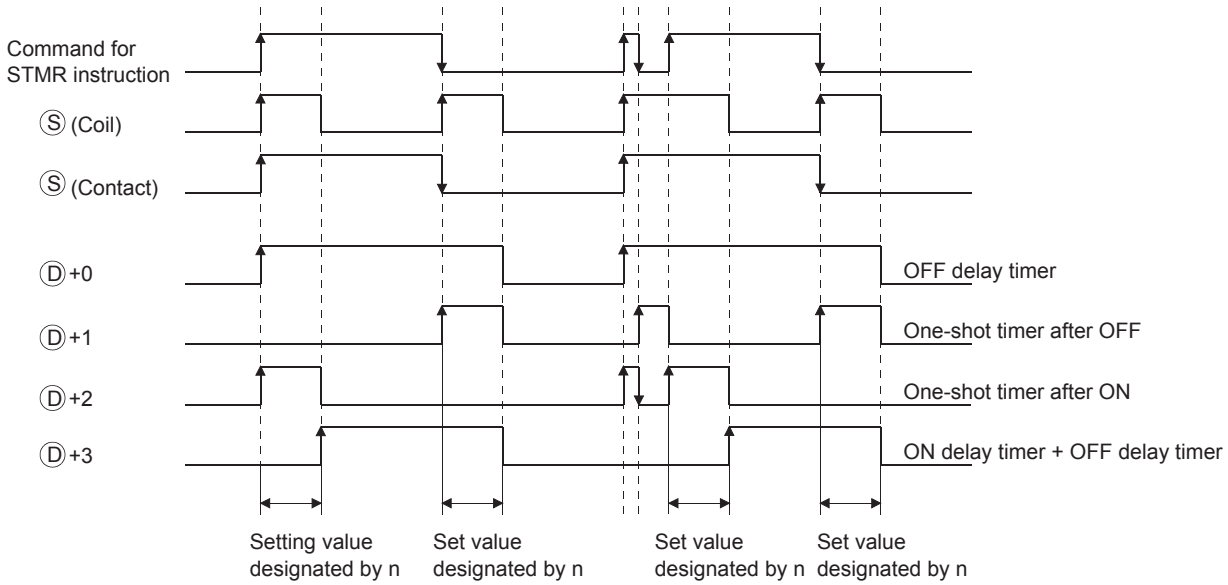 Command for
STMR instruction
Ⓢ (Coil)
Ⓢ (Contact)
Ⓓ+0
OFF delay timer
Ⓓ+1
One-shot timer after OFF
Ⓓ+2
One-shot timer after ON
Ⓓ+3
ON delay timer + OFF delay timer
Setting value
designated by n
Set value
designated by n
Set value
designated by n
Set value
designated by n